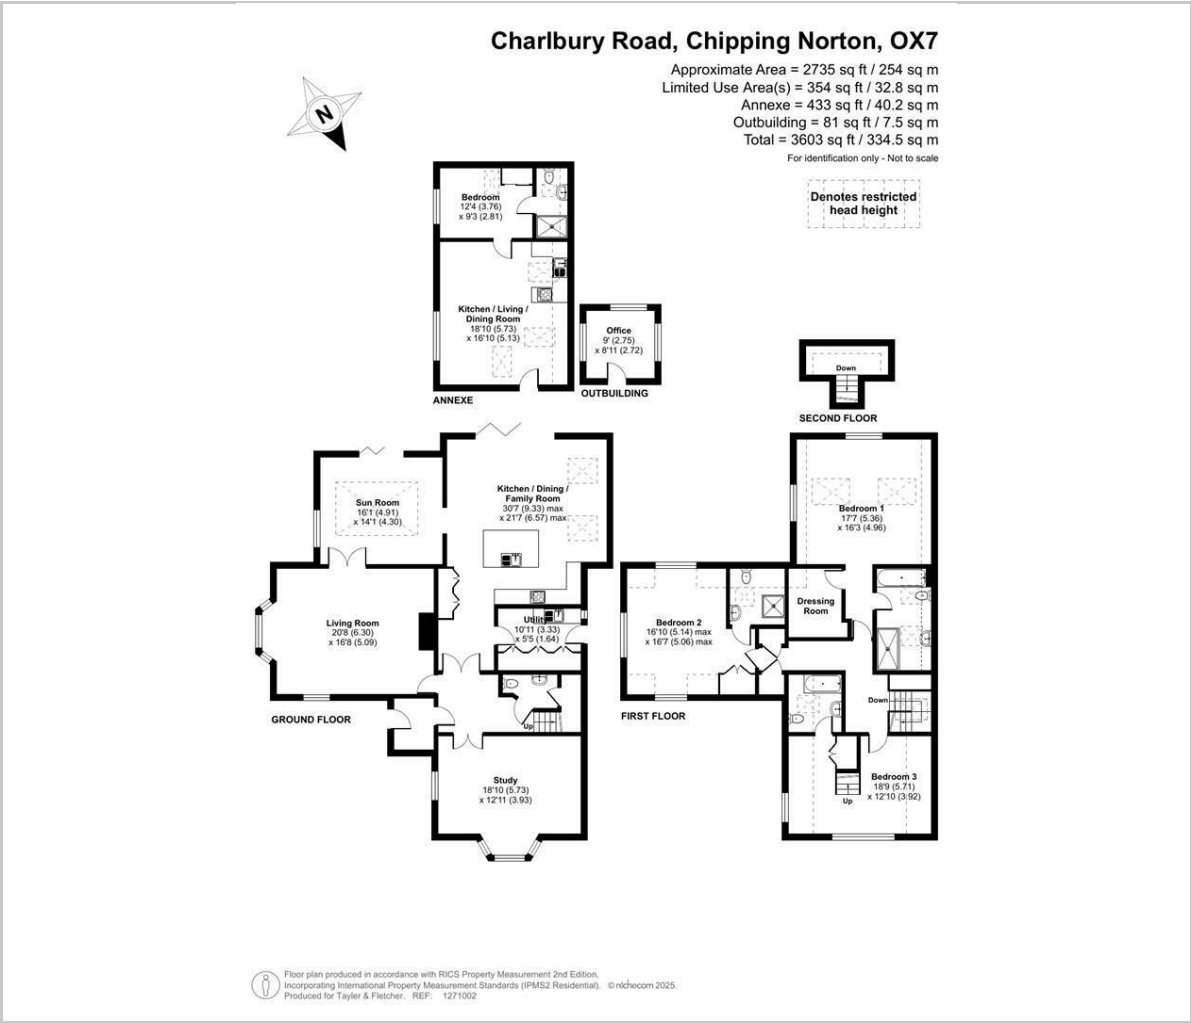 Charlbury Road, Chipping Norton, OX7
Approximate Area = 2735 sq ft / 254 sq m
Limited Use Area(s) = 354 sq ft / 32.8 sq m
Annexe = 433 sq ft / 40.2 sq m
Outbuilding = 81 sq ft / 7.5 sq m
Total = 3603 sq ft / 334.5 sq m
For identification only - Not to scale
N
Denotes restricted
head height
Bedroom
12'4 (3.76)
x 9'3 (2.81)
Kitchen / Living /
Dining Room
18'10 (5.73)
x 16'10 (5.13)
ANNEXE
Office
9' (2.75)
x 8'11 (2.72)
OUTBUILDING
Down
SECOND FLOOR
Sun Room
16'1 (4.91)
x 14'1 (4.30)
Kitchen / Dining /
Family Room
30'7 (9.33) max
x 21'7 (6.57) max
Living Room
20'8 (6.30)
x 16'8 (5.09)
Utility
10'11 (3.33)
x 5'5 (1.64)
Up
GROUND FLOOR
Study
18'10 (5.73)
x 12'11 (3.93)
Bedroom 1
17'7 (5.36)
x 16'3 (4.96)
Dressing
Room
Bedroom 2
16'10 (5.14) max
x 16'7 (5.06) max
Down
FIRST FLOOR
Bedroom 3
18'9 (5.71)
x 12'10 (3.92)
Up
Floor plan produced in accordance with RICS Property Measurement 2nd Edition,
Incorporating International Property Measurement Standards (IPMS2 Residential). © nichecom 2025.
Produced for Tayler & Fletcher. REF: 1271002